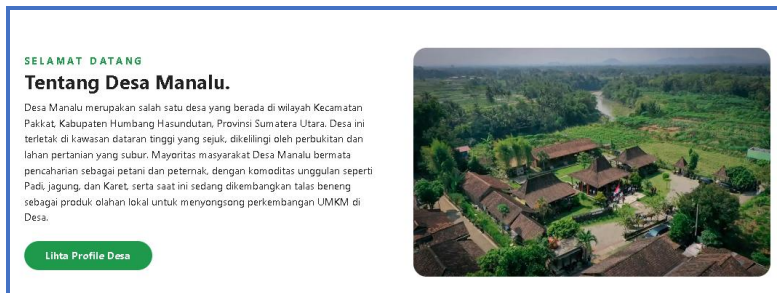 SELAMAT DATANG
Tentang Desa Manalu.
Desa Manalu merupakan salah satu desa yang berada di wilayah Kecamatan
Pakkat, Kabupaten Humbang Hasundutan, Provinsi Sumatera Utara. Desa ini
terletak di kawasan dataran tinggi yang sejuk, dikelilingi oleh perbukitan dan
lahan pertanian yang subur. Mayoritas masyarakat Desa Manalu bermata
pencaharian sebagai petani dan peternak, dengan komoditas unggulan seperti
Padi, jagung, dan Karet, serta saat ini sedang dikembangkan talas beneng
sebagai produk olahan lokal untuk menyongsong perkembangan UMKM di
Desa.
Lihta Profile Desa